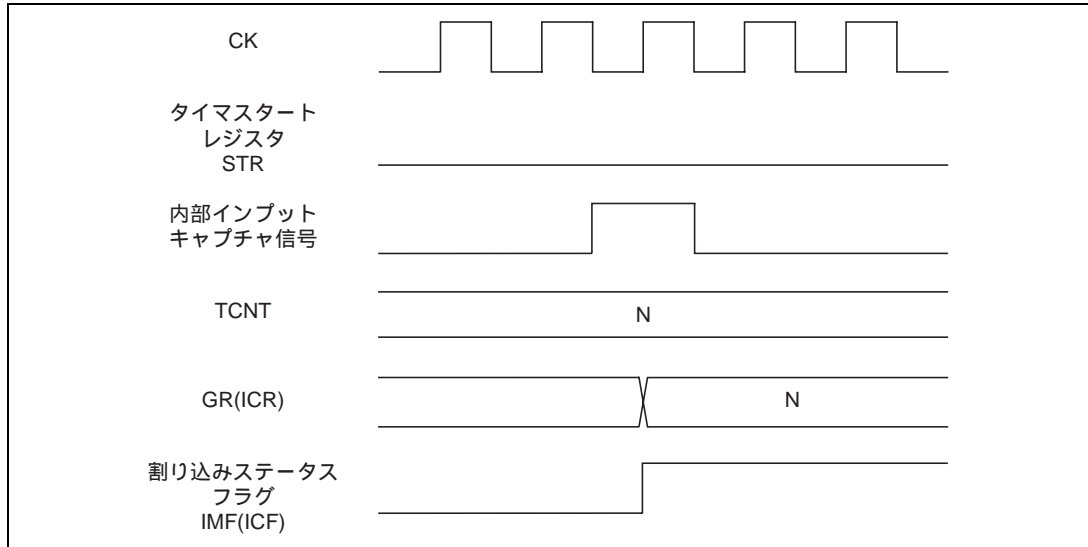 CK
タイマスタート
レジスタ
STR
内部インプット
キャプチャ信号
TCNT
N
GR(ICR)
N
割り込みステータス
フラグ
IMF(ICF)